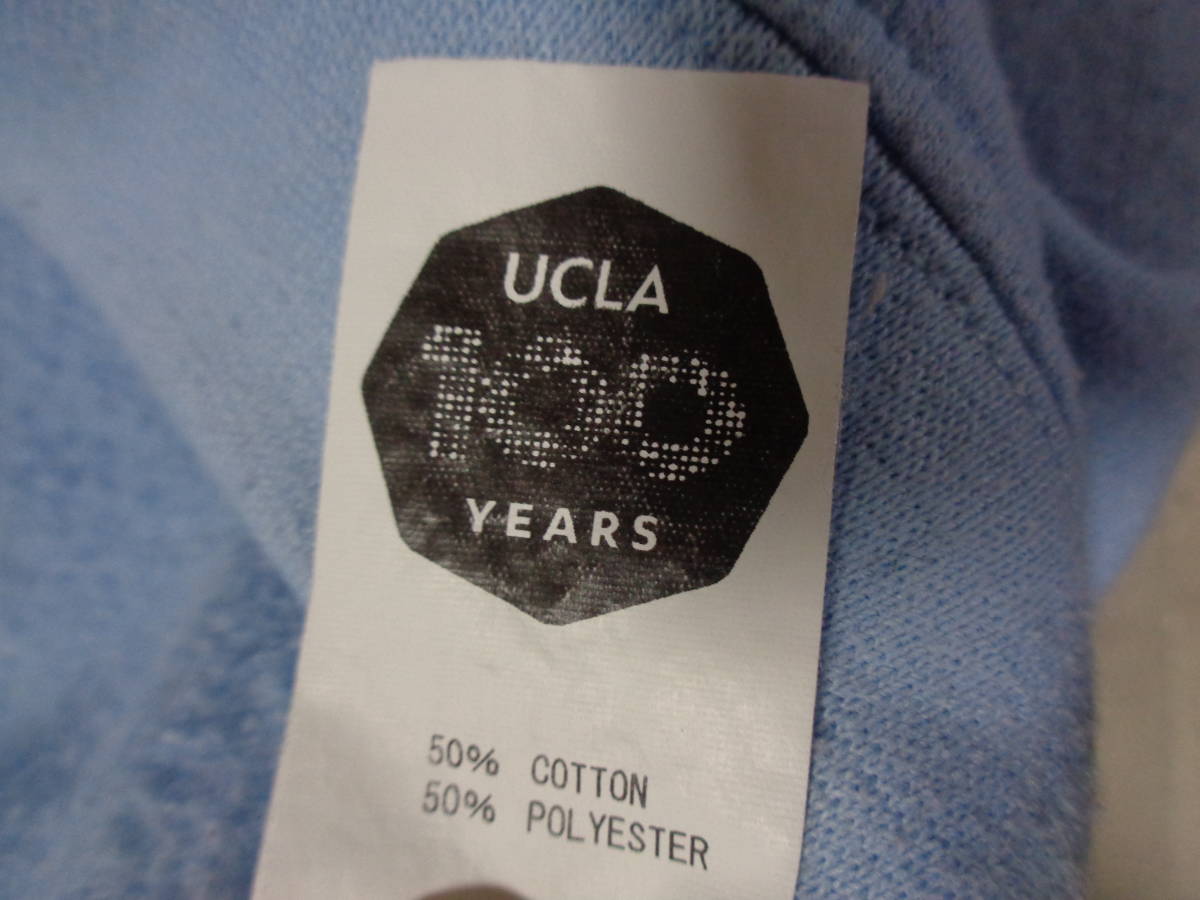 UCLA
100
YEARS
50% COTTON
50% POLYESTER